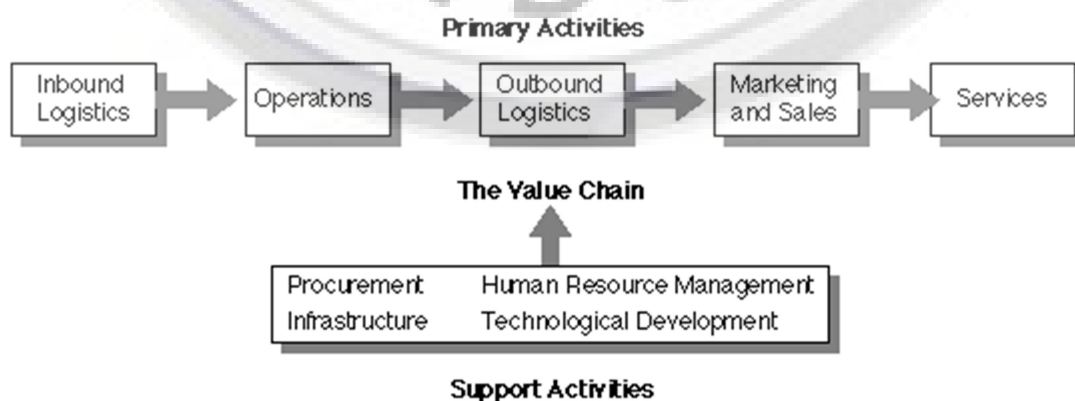 Primary Activities
Inbound
Logistics
Operations
Outbound
Logistics
Marketing
and Sales
Services
The Value Chain
Procurement Human Resource Management
Infrastructure Technological Development
Support Activities